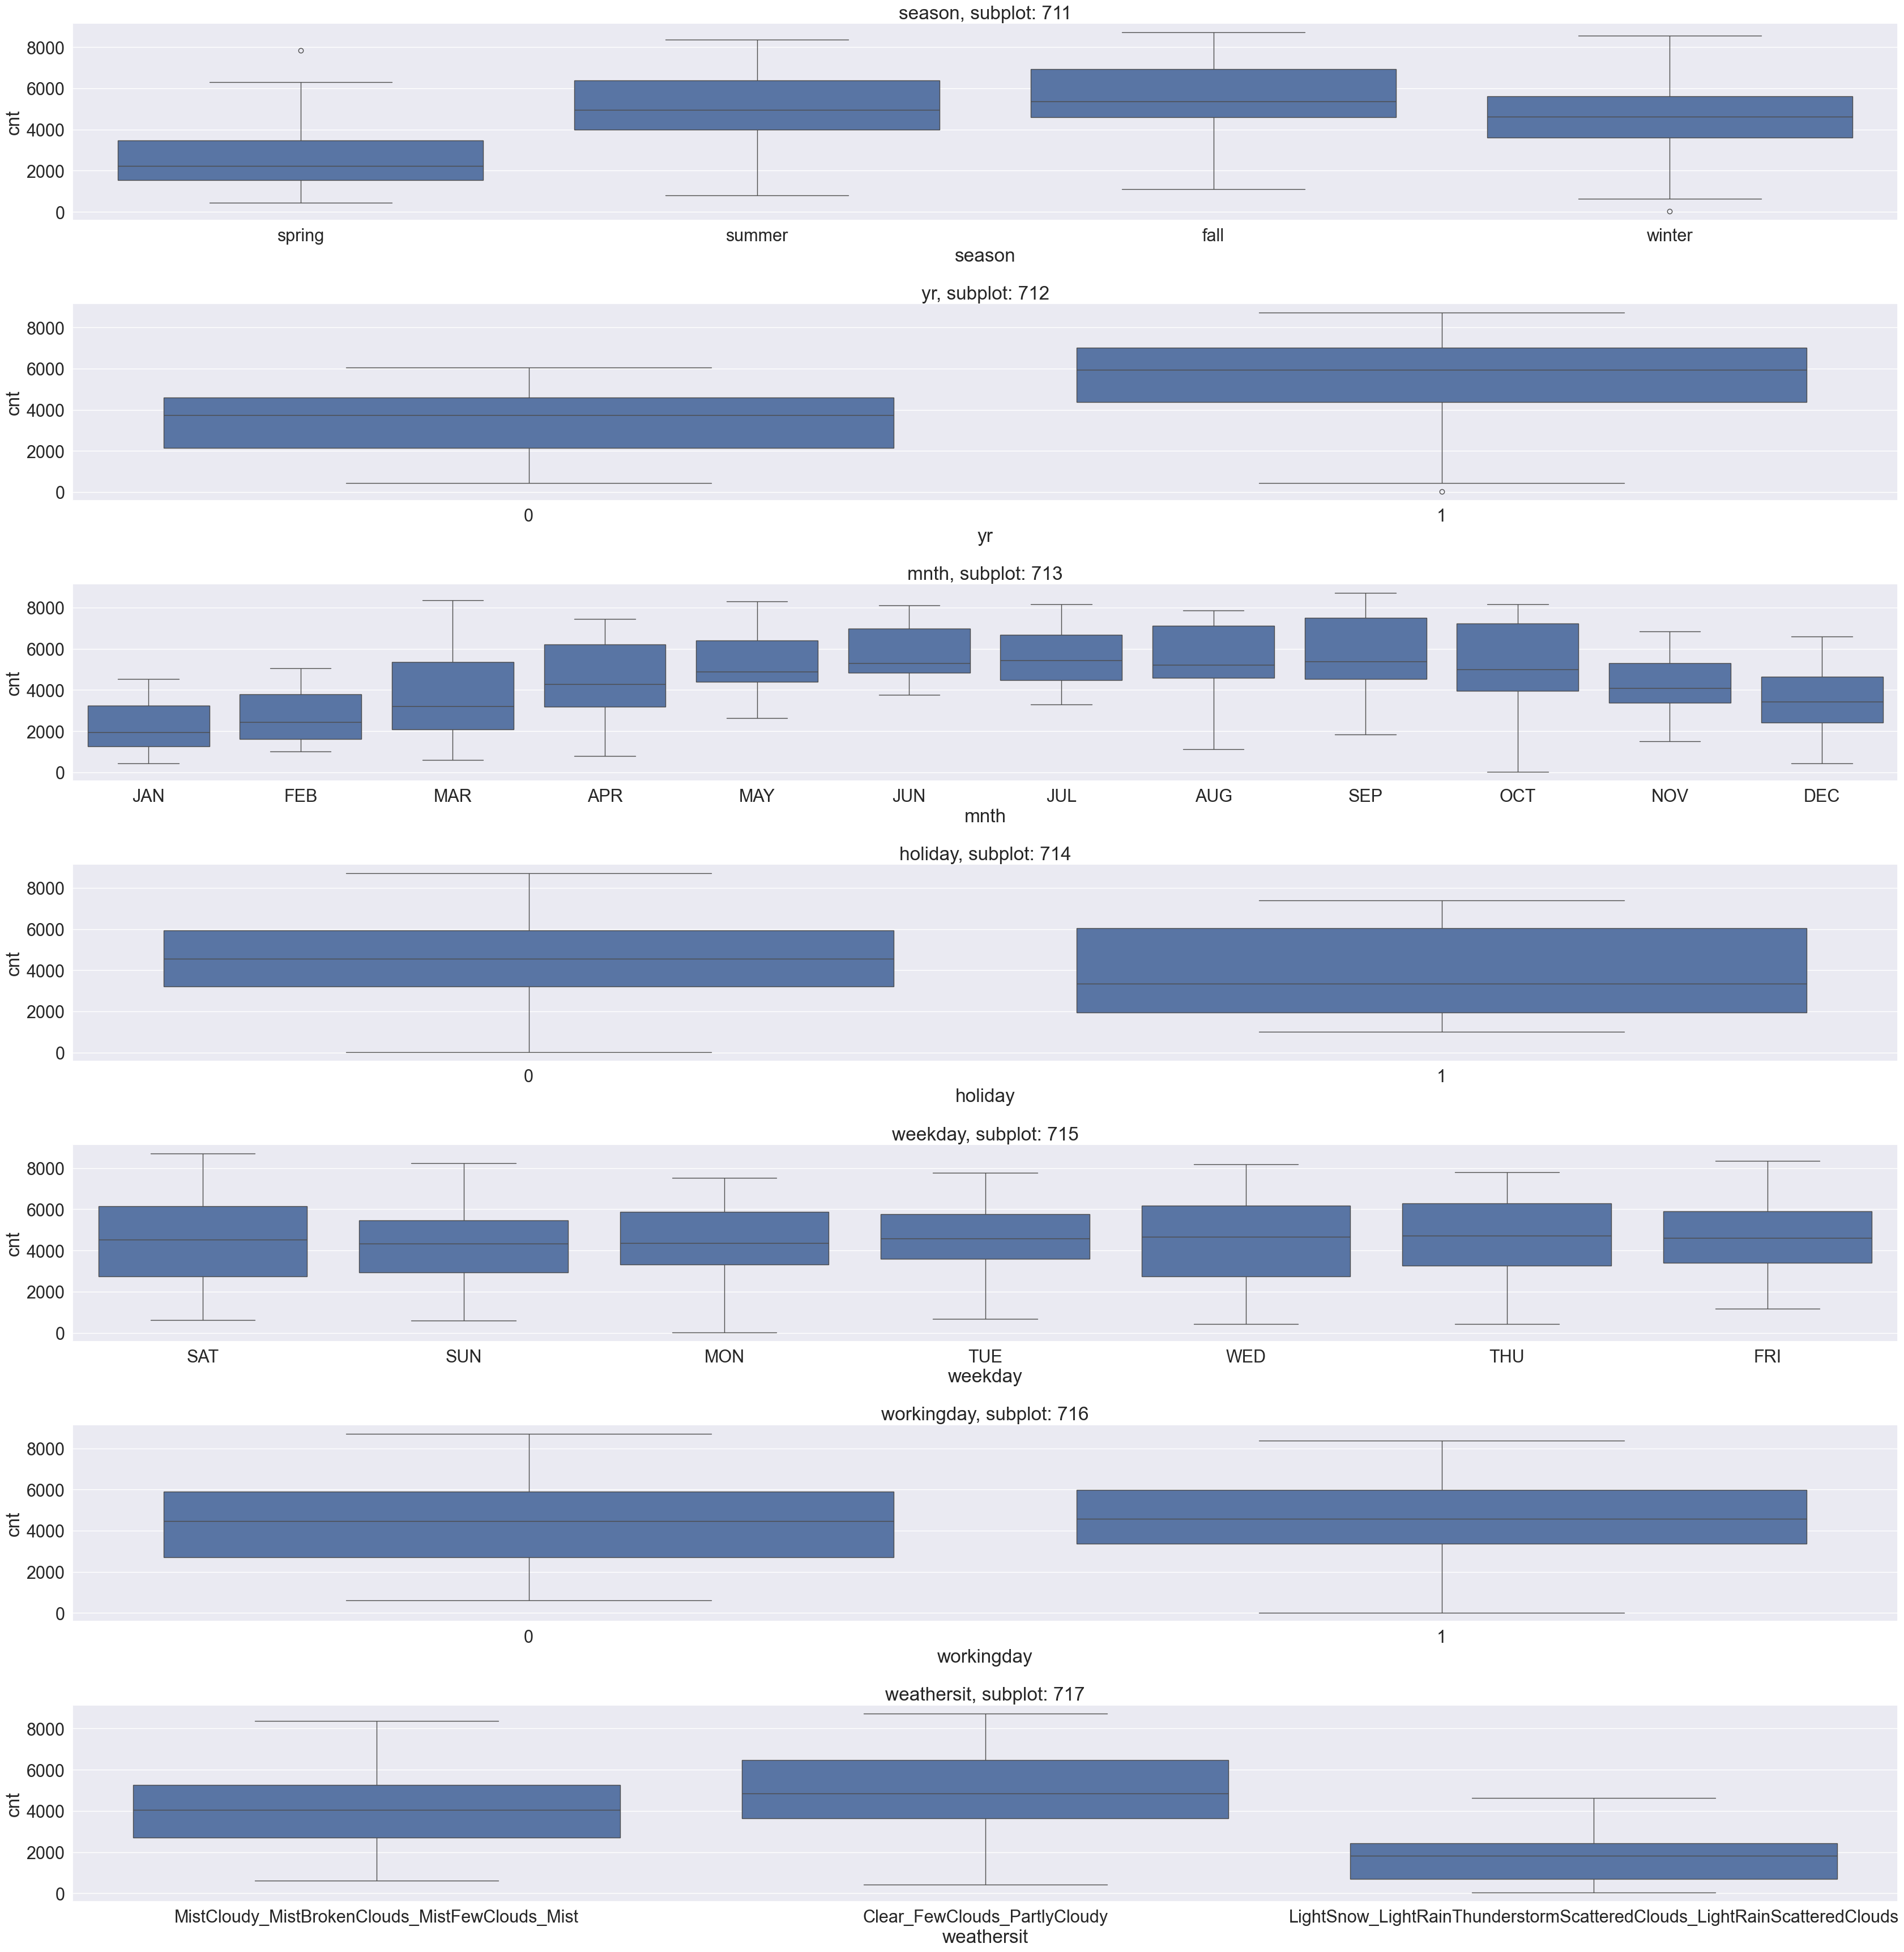 season, subplot: 711
8000
6000
4000
2000
0
cnt
spring summer fall winter
season
yr, subplot: 712
8000
6000
4000
2000
0
cnt
0 1
yr
mnth, subplot: 713
8000
6000
4000
2000
0
cnt
JAN FEB MAR APR MAY JUN JUL AUG SEP OCT NOV DEC
mnth
holiday, subplot: 714
8000
6000
4000
2000
0
cnt
0 1
holiday
weekday, subplot: 715
8000
6000
4000
2000
0
cnt
SAT SUN MON TUE WED THU FRI
weekday
workingday, subplot: 716
8000
6000
4000
2000
0
cnt
0 1
workingday
weathersit, subplot: 717
8000
6000
4000
2000
0
cnt
MistCloudy_MistBrokenClouds_MistFewClouds_Mist Clear_FewClouds_PartlyCloudy LightSnow_LightRainThunderstormScatteredClouds_LightRainScatteredClouds
weathersit